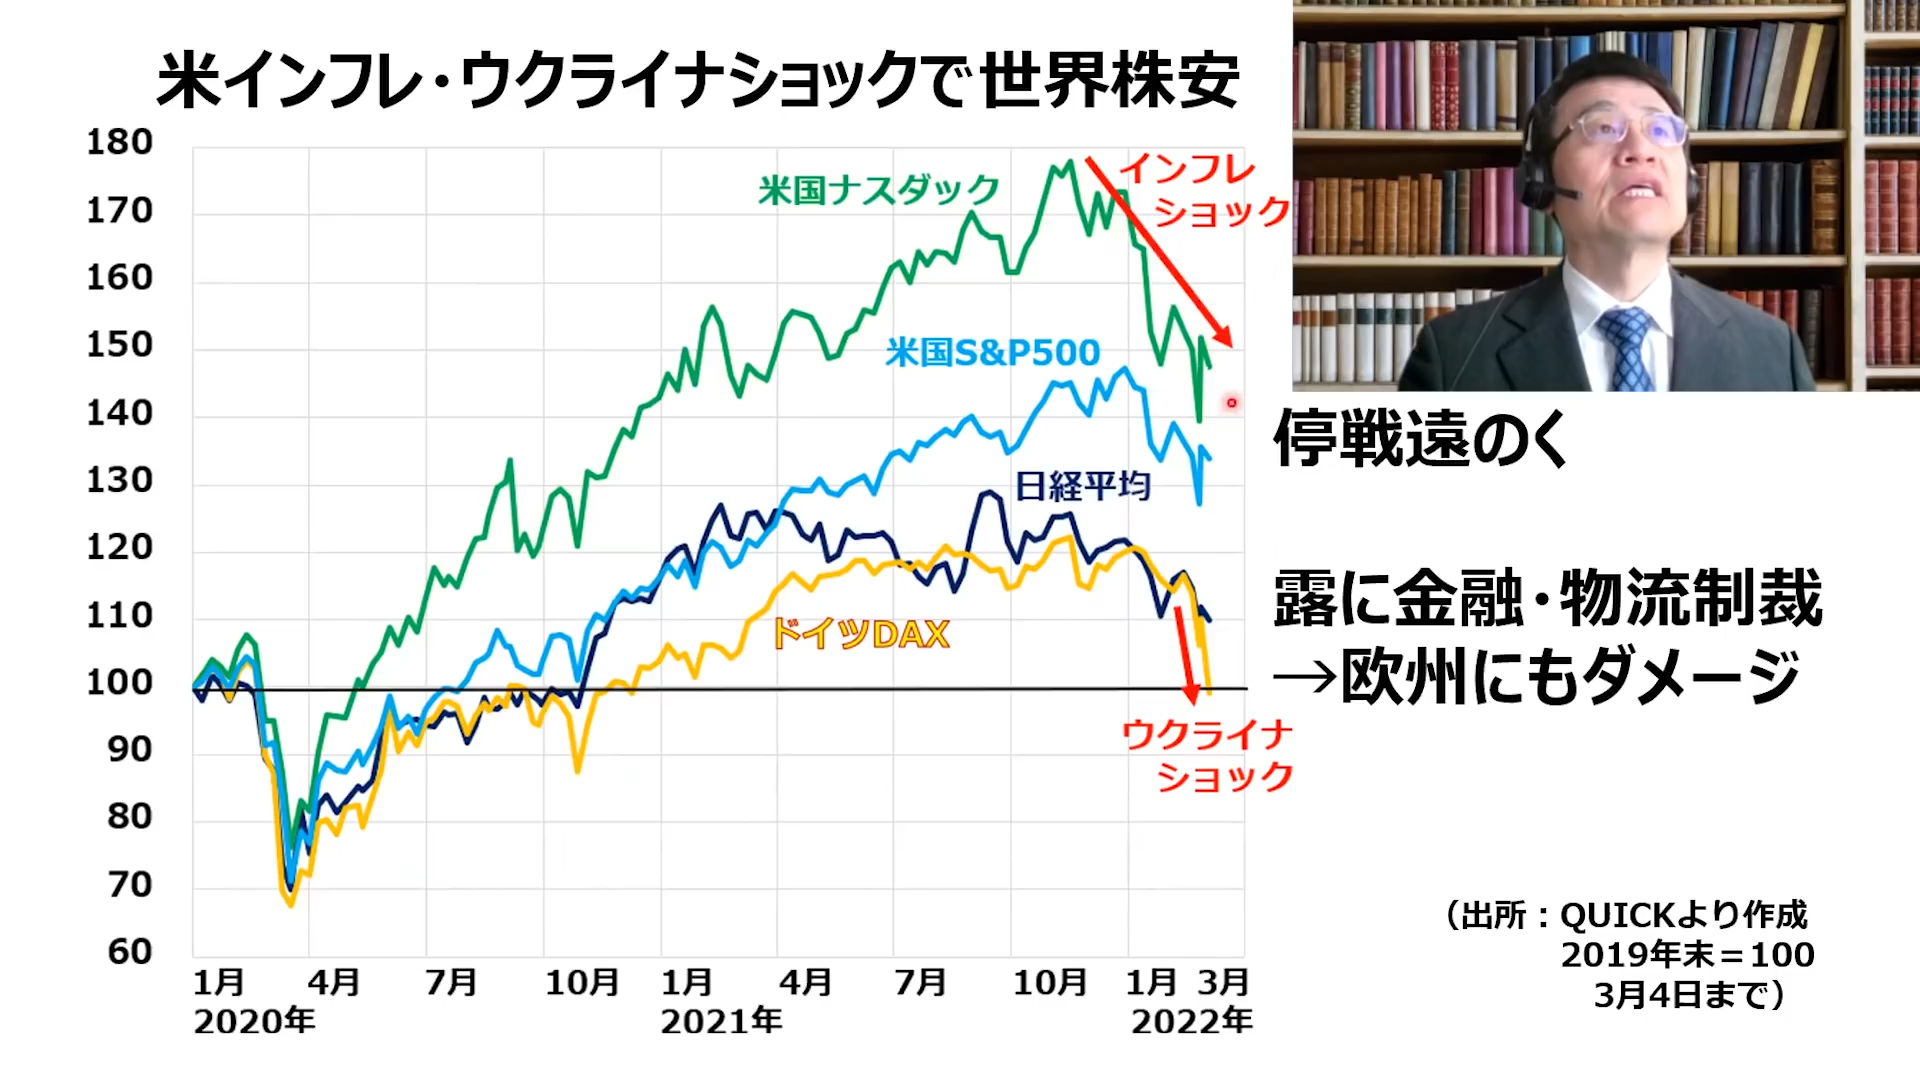 米インフレ・ウクライナショックで世界株安
180
170
160
150
140
130
120
110
100
90
80
70
60
米国ナスダック
インフレ
ショック
米国S&P500
日経平均
ドイツDAX
ウクライナ
ショック
1月
4月
7月
10月
1月
4月
7月
10月
1月
3月
2020年
2021年
2022年
停戦遠のく
露に金融・物流制裁
→欧州にもダメージ
（出所：QUICKより作成
2019年末＝100
3月4日まで）